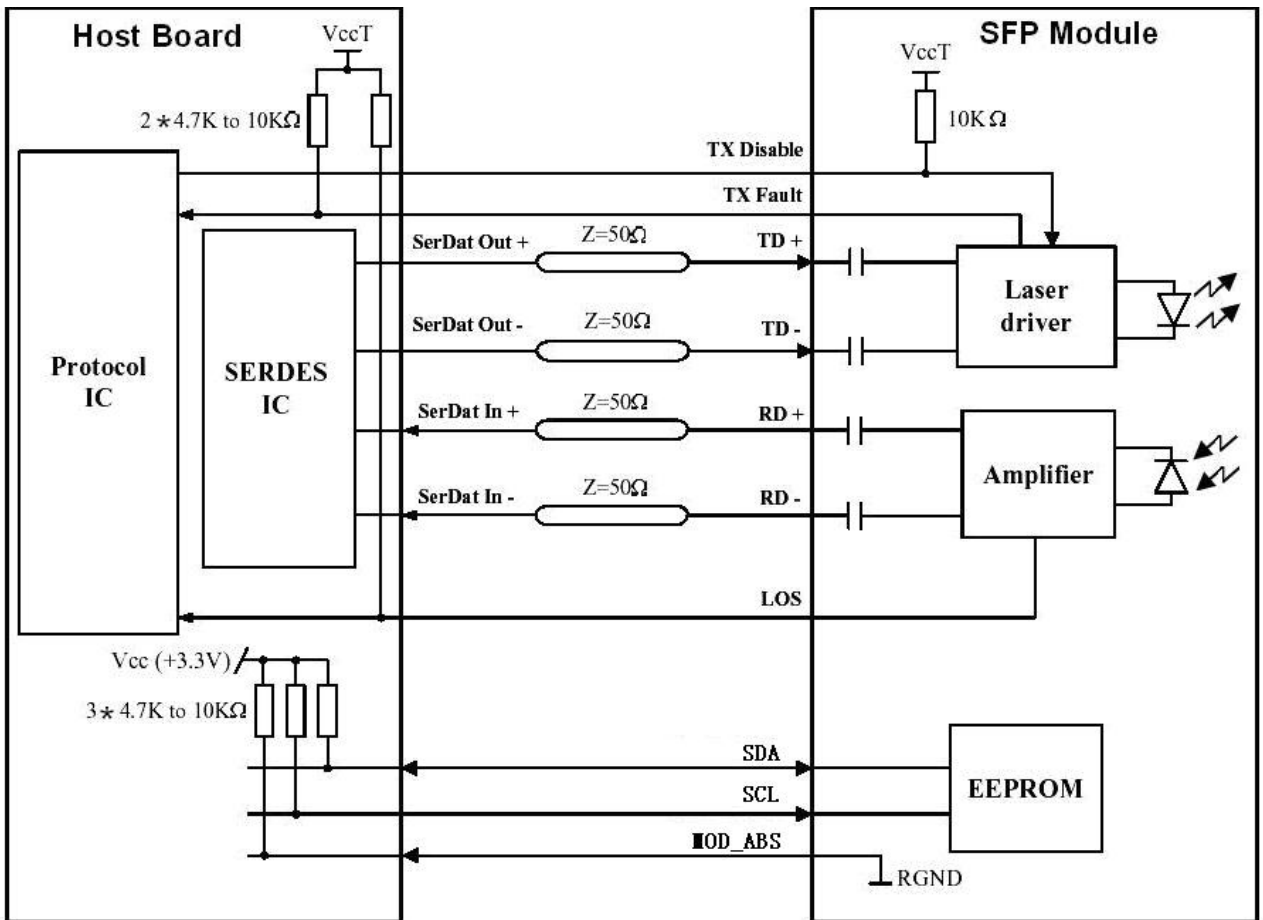 Host Board
SFP Module
VccT
VccT
2*4.7K to 10KΩ
10KΩ
TX Disable
TX Fault
SerDat Out +
Z=50Ω
TD +
SerDat Out -
Z=50Ω
TD -
Laser
driver
Protocol
IC
SERDES
IC
SerDat In +
Z=50Ω
RD +
SerDat In -
Z=50Ω
RD -
Amplifier
LOS
Vcc (+3.3V)
3* 4.7K to 10KΩ
SDA
SCL
MOD_ABS
EEPROM
RGND